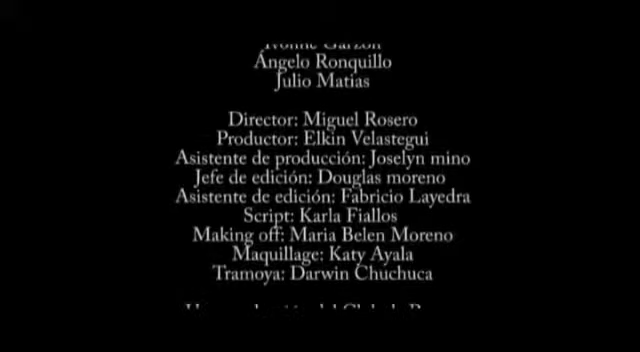 Ángelo Ronquillo
Julio Matias
Director: Miguel Rosero
Productor: Elkin Velastegui
Asistente de producción: Joselyn mino
Jefe de edición: Douglas moreno
Asistente de edición: Fabricio Layedra
Script: Karla Fiallos
Making off: Maria Belen Moreno
Maquillage: Katy Ayala
Tramoya: Darwin Chuchuca